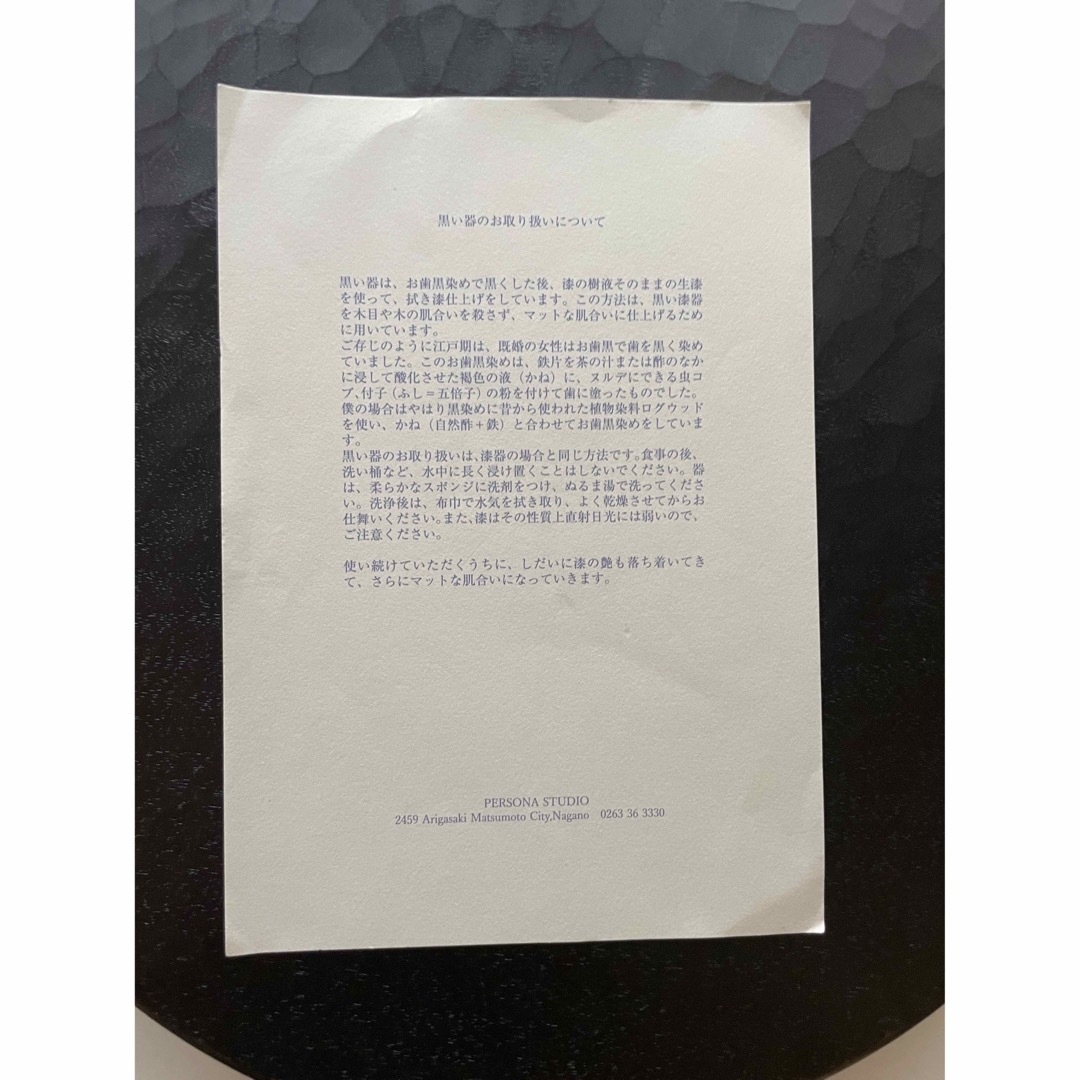 黒い器のお取り扱いについて
黒い器は、お歯黒染めで黒くした後、漆の樹液そのままの生漆
を使って、拭き漆仕上げをしています。この方法は、黒い漆器
を木目や木の肌合いを殺さず、マットな肌合いに仕上げるため
に用いています。
ご存じのように江戸期は、既婚の女性はお歯黒で歯を黒く染め
ていました。このお歯黒染めは、鉄片を茶の汁または酢のなか
に浸して酸化させた褐色の液（かね）に、ヌルデにできる虫コ
ブ、付子（ふし＝五倍子）の粉を付けて歯に塗ったものでした。
僕の場合はやはり黒染めに昔から使われた植物染料ログウッド
を使い、かね（自然酢＋鉄）と合わせてお歯黒染めをしていま
す。
黒い器のお取り扱いは、漆器の場合と同じ方法です。食事の後、
洗い桶など、水中に長く浸け置くことはしないでください。器
は、柔らかなスポンジに洗剤をつけ、ぬるま湯で洗ってくださ
い。洗浄後は、布巾で水気を拭き取り、よく乾燥させてからお
仕舞いください。また、漆はその性質上直射日光には弱いので、
ご注意ください。
使い続けていただくうちに、しだいに漆の艶も落ち着いてき
て、さらにマットな肌合いになっていきます。
PERSONA STUDIO
2459 Arigasaki Matsumoto City,Nagano 0263 36 3330